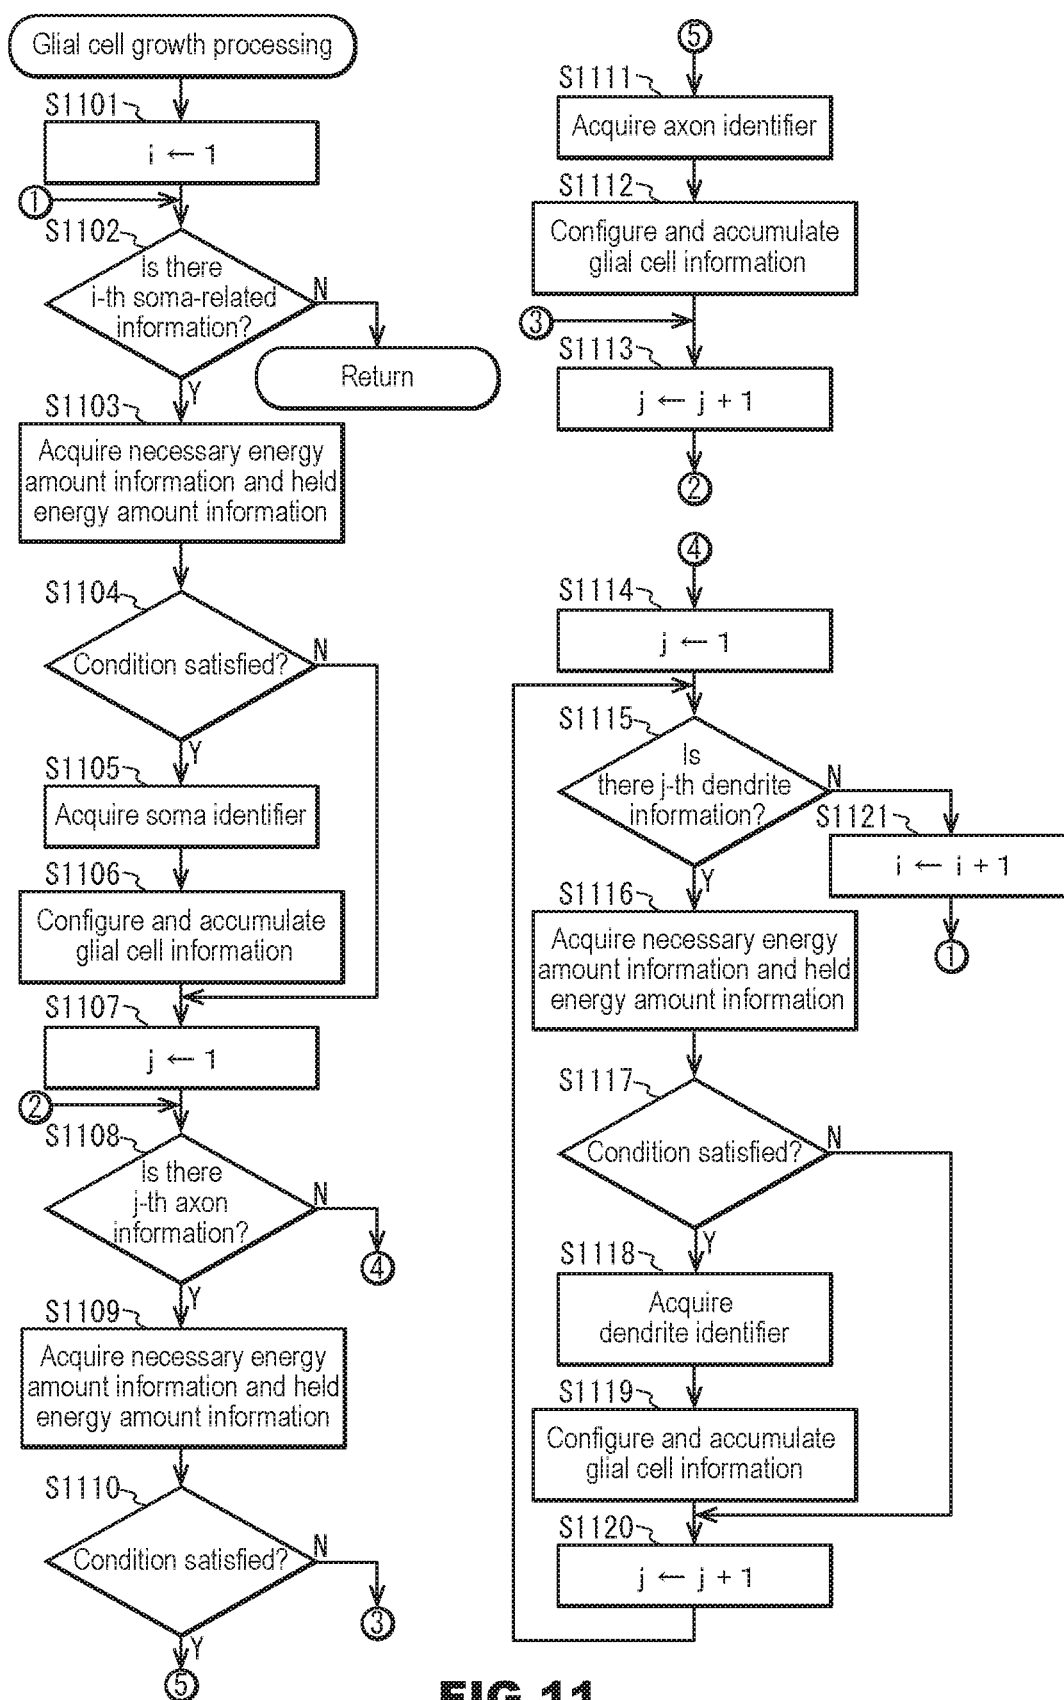 Glial cell growth processing
S1101
i ← 1
①
S1102
Is there
i-th soma-related
information?
N
Return
Y
S1103
Acquire necessary energy
amount information and held
energy amount information
S1104
Condition satisfied?
N
Y
S1105
Acquire soma identifier
S1106
Configure and accumulate
glial cell information
S1107
j ← 1
②
S1108
Is there
j-th axon
information?
N
④
Y
S1109
Acquire necessary energy
amount information and held
energy amount information
S1110
Condition satisfied?
N
③
Y
⑤
⑤
S1111
Acquire axon identifier
S1112
Configure and accumulate
glial cell information
③
S1113
j ← j + 1
②
④
S1114
j ← 1
S1115
Is
there j-th dendrite
information?
N
S1121
i ← i + 1
①
Y
S1116
Acquire necessary energy
amount information and held
energy amount information
S1117
Condition satisfied?
N
Y
S1118
Acquire
dendrite identifier
S1119
Configure and accumulate
glial cell information
S1120
j ← j + 1
FIG.11